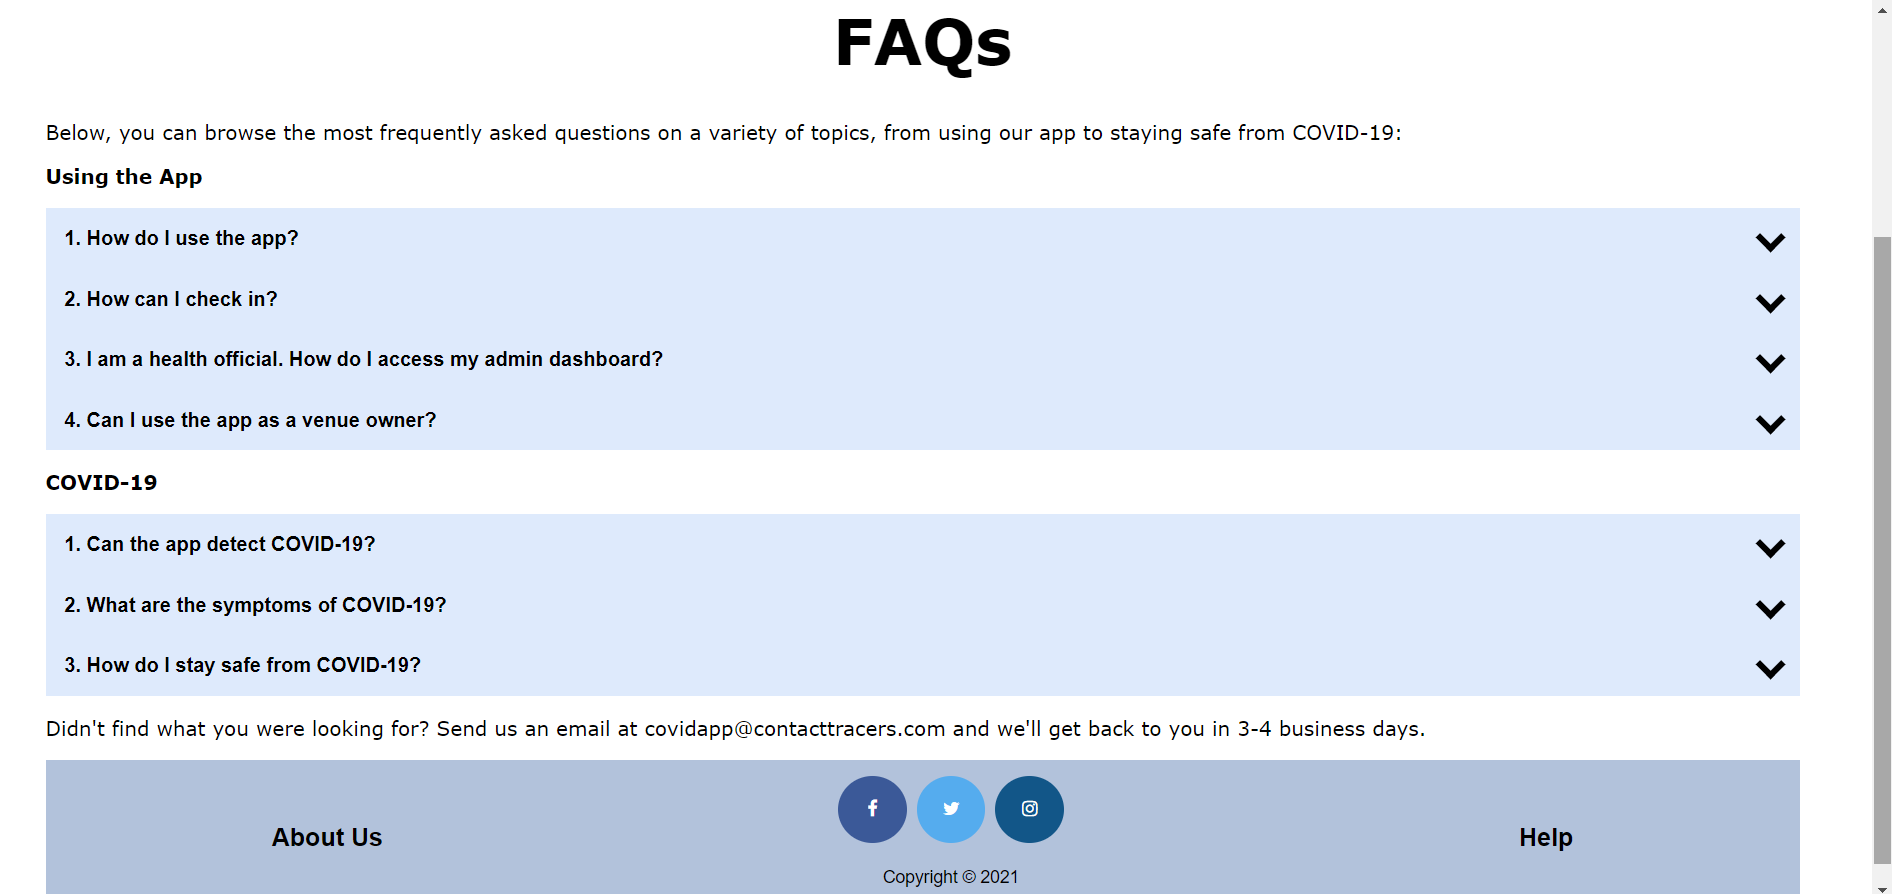 FAQs
Below, you can browse the most frequently asked questions on a variety of topics, from using our app to staying safe from COVID-19:
Using the App
1. How do I use the app?
2. How can I check in?
3. I am a health official. How do I access my admin dashboard?
4. Can I use the app as a venue owner?
COVID-19
1. Can the app detect COVID-19?
2. What are the symptoms of COVID-19?
3. How do I stay safe from COVID-19?
Didn't find what you were looking for? Send us an email at covidapp@contacttracers.com and we'll get back to you in 3-4 business days.
About Us
Help
Copyright © 2021